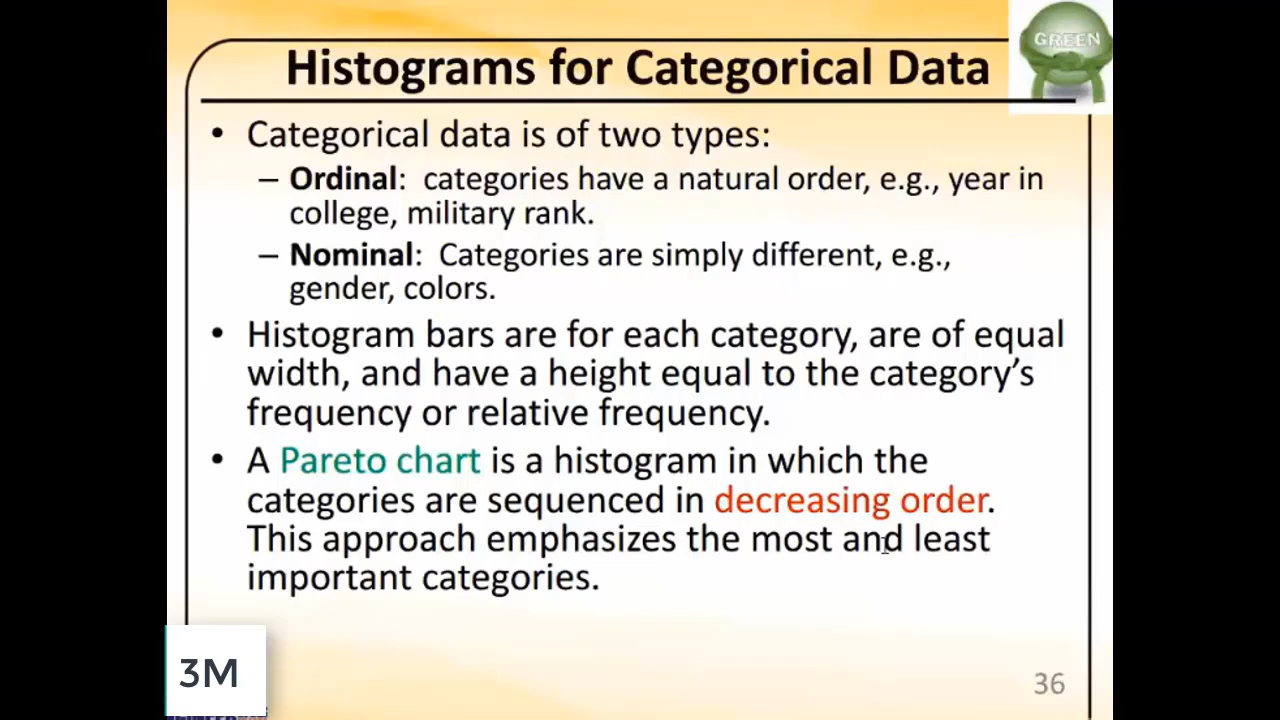 GREEN
Histograms for Categorical Data
• Categorical data is of two types:
– Ordinal: categories have a natural order, e.g., year in
college, military rank.
– Nominal: Categories are simply different, e.g.,
gender, colors.
• Histogram bars are for each category, are of equal
width, and have a height equal to the category’s
frequency or relative frequency.
• A Pareto chart is a histogram in which the
categories are sequenced in decreasing order.
This approach emphasizes the most and least
important categories.
3M
36